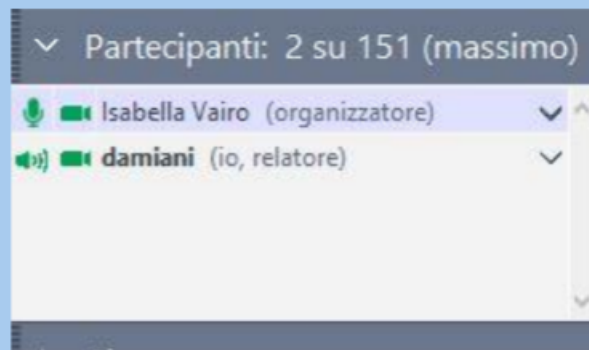 Partecipanti: 2 su 151 (massimo)
Isabella Vairo (organizzatore)
damiani (io, relatore)